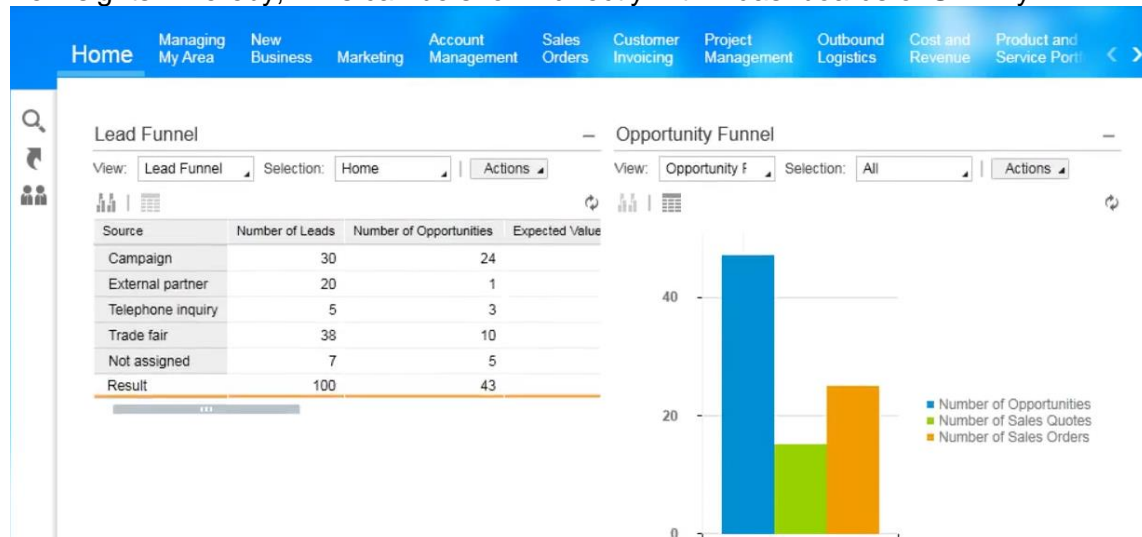 Home
Managing My Area
New Business
Marketing
Account Management
Sales Orders
Customer Invoicing
Project Management
Outbound Logistics
Cost and Revenue
Product and Service Portf
Lead Funnel
View: Lead Funnel Selection: Home Actions
Source Number of Leads Number of Opportunities Expected Value
Campaign 30 24
External partner 20 1
Telephone inquiry 5 3
Trade fair 38 10
Not assigned 7 5
Result 100 43
Opportunity Funnel
View: Opportunity F Selection: All Actions
40
20
0
Number of Opportunities
Number of Sales Quotes
Number of Sales Orders